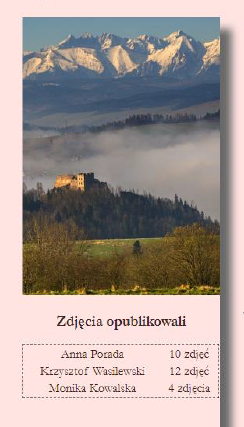 Zdjęcia opublikowali
Anna Porada 10 zdjęć
Krzysztof Wasilewski 12 zdjęć
Monika Kowalska 4 zdjęcia